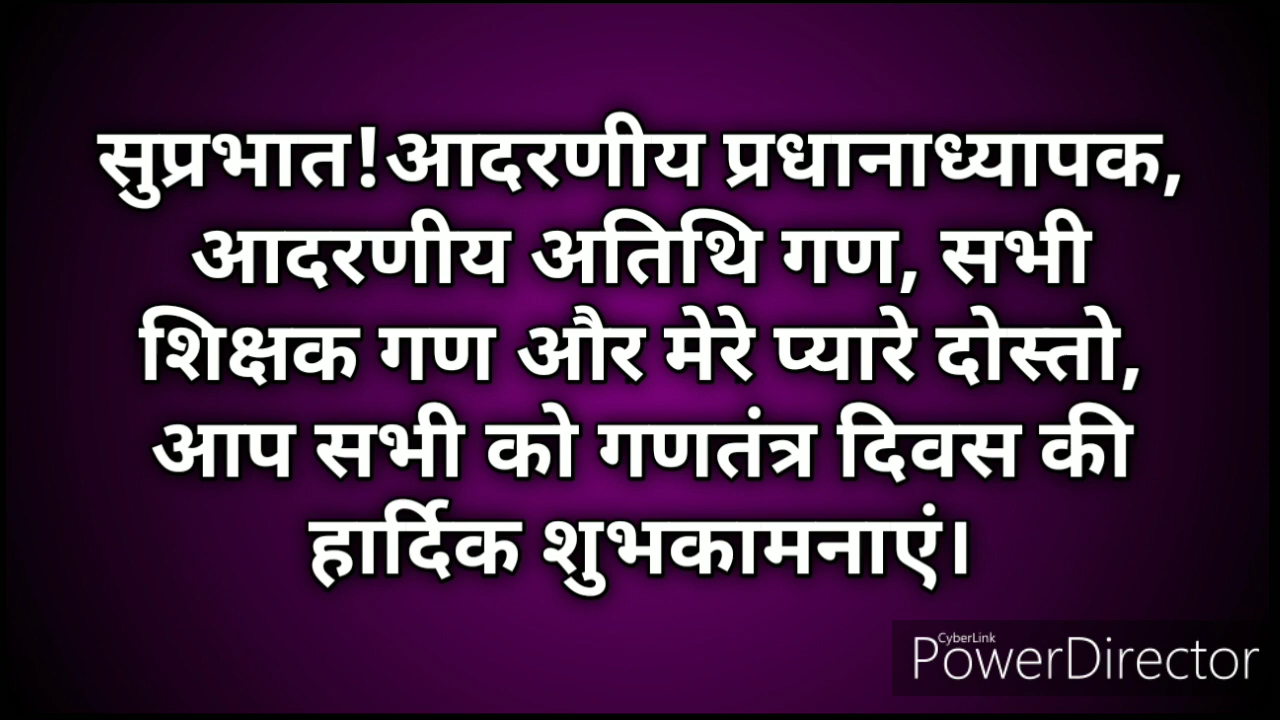 सुप्रभात!आदरणीय प्रधानाध्यापक,
आदरणीय अतिथि गण, सभी
शिक्षक गण और मेरे प्यारे दोस्तो,
आप सभी को गणतंत्र दिवस की
हार्दिक शुभकामनाएं।
CyberLink
PowerDirector